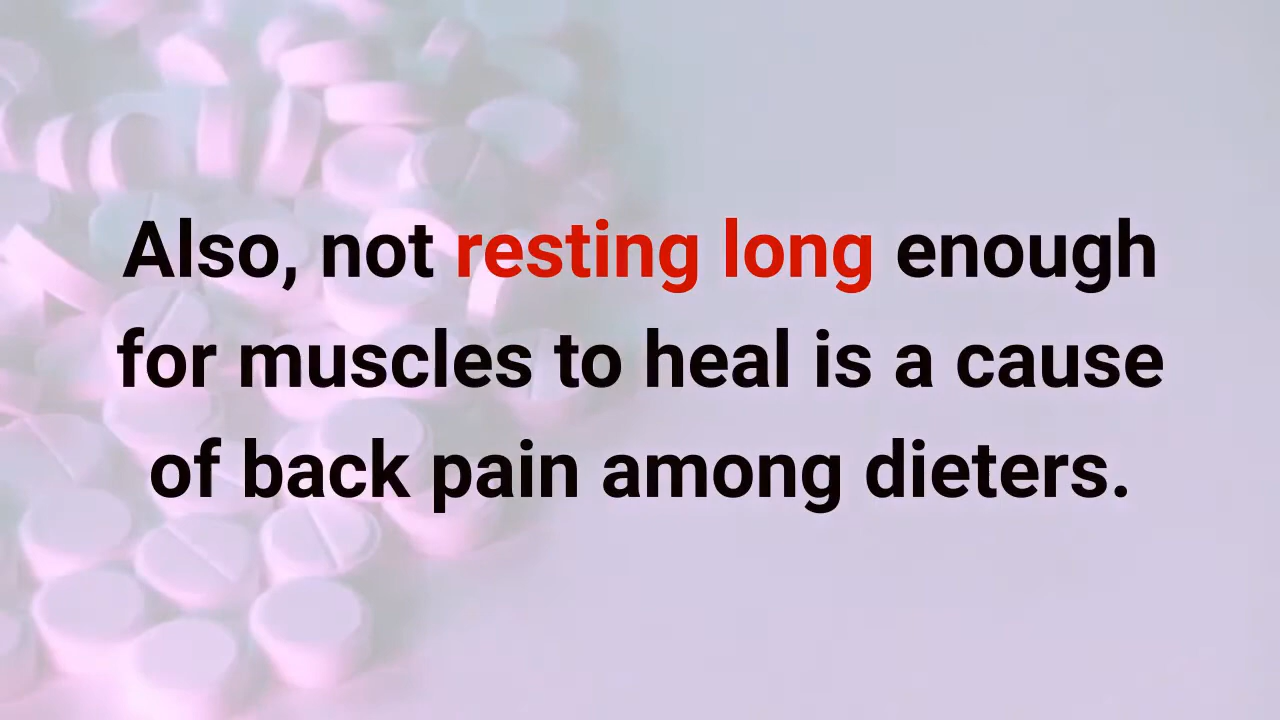 Also, not resting long enough
for muscles to heal is a cause
of back pain among dieters.